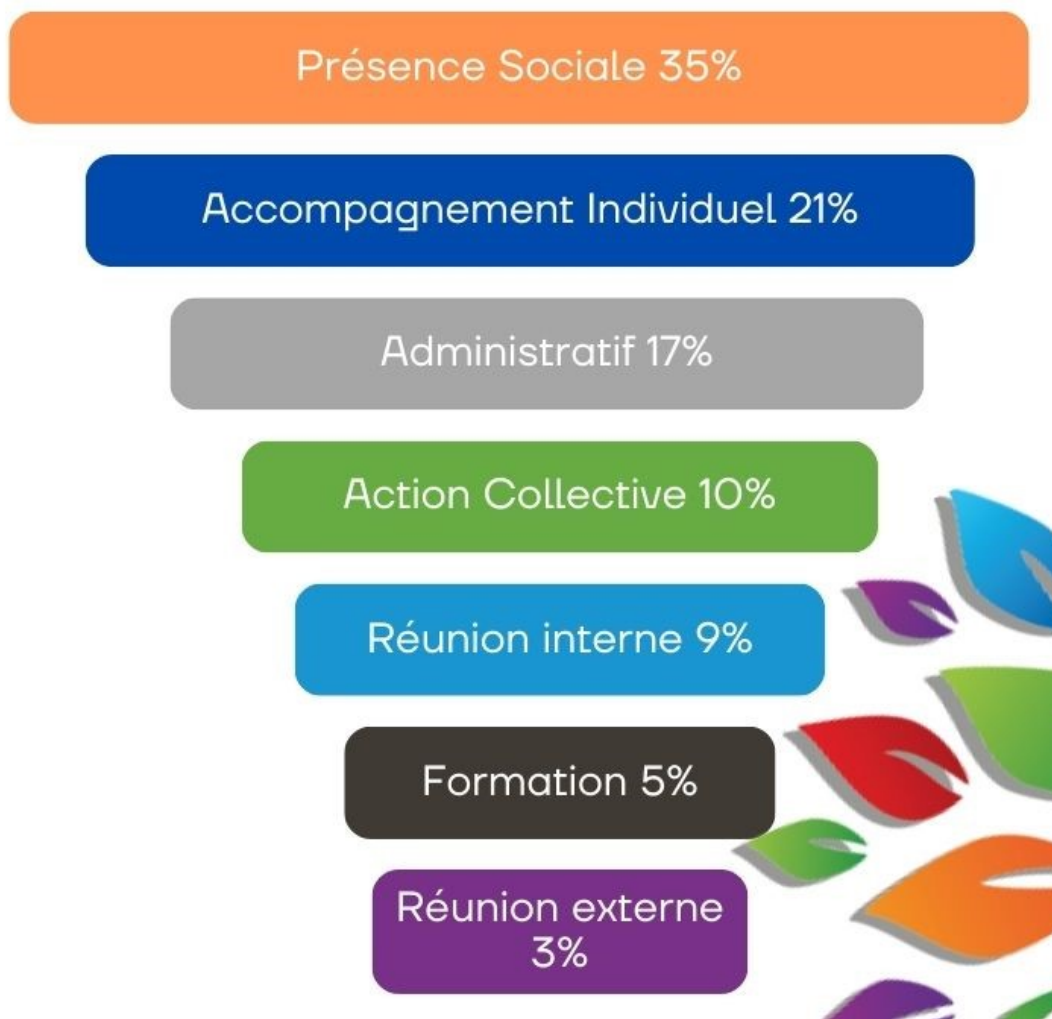 Présence Sociale 35%
Accompagnement Individuel 21%
Administratif 17%
Action Collective 10%
Réunion interne 9%
Formation 5%
Réunion externe
3%